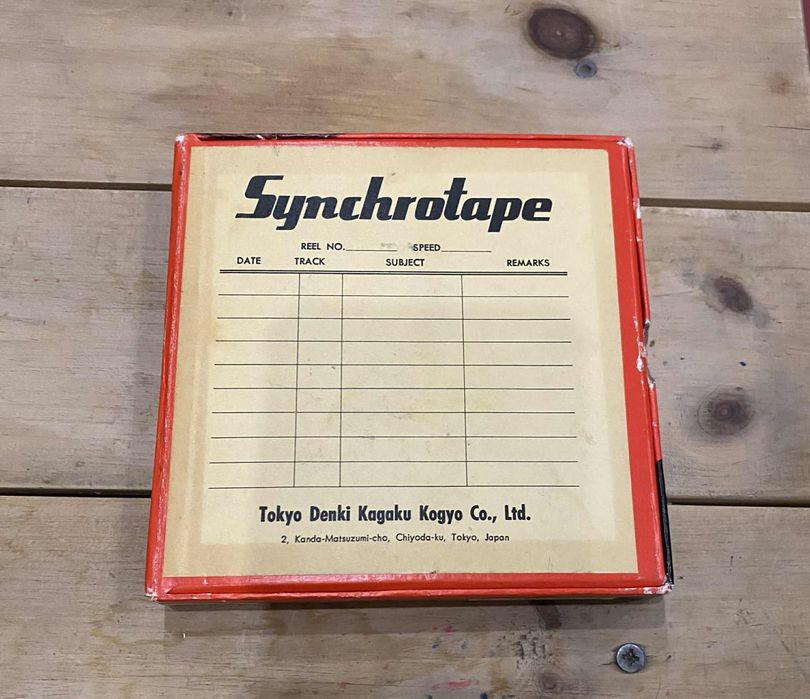 Synchrotape
REEL NO. SPEED
DATE TRACK SUBJECT REMARKS
Tokyo Denki Kagaku Kogyo Co., Ltd.
2, Kanda-Matsuzumi-cho, Chiyoda-ku, Tokyo, Japan